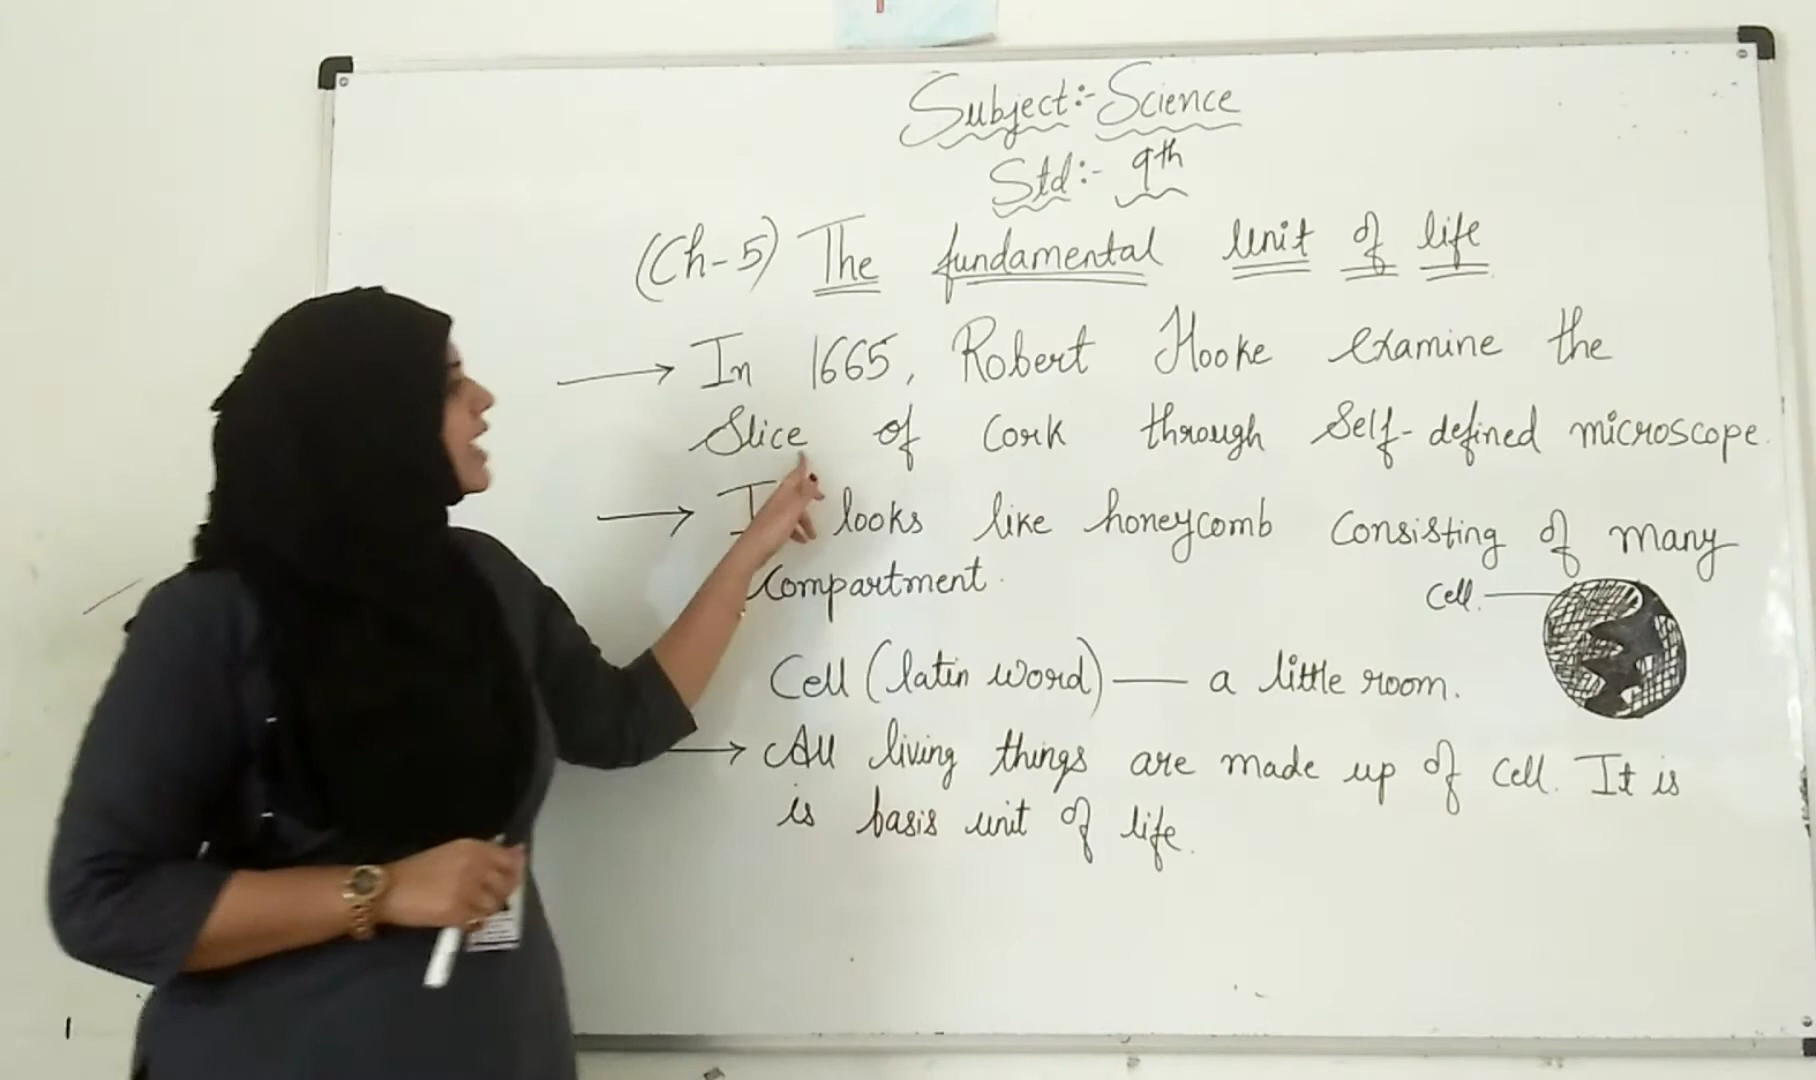 Subject:- Science
Std:- 9th
(Ch-5) The fundamental unit of life
→ In 1665, Robert Hooke examine the
Slice of Cork through Self-defined microscope.
→ looks like honeycomb Consisting of many
compartment.
Cell.
Cell (latin word) — a little room.
→ All living things are made up of Cell. It is
is basis unit of life.